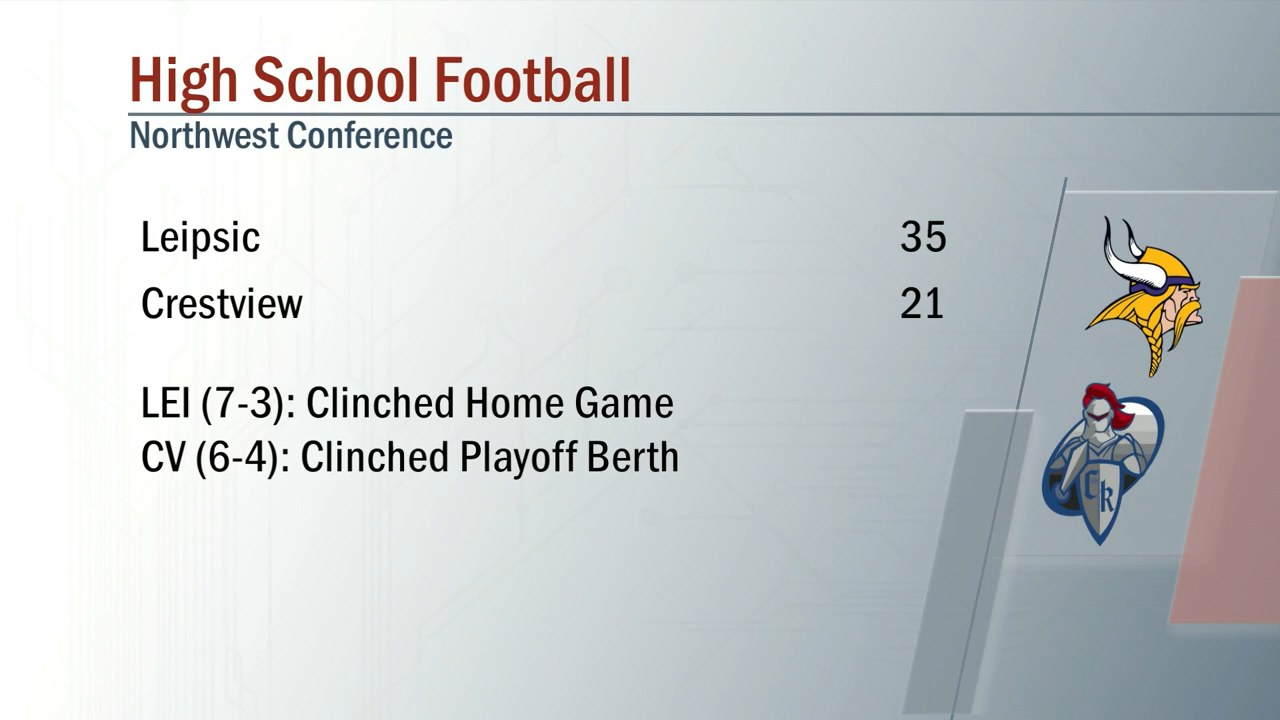 High School Football
Northwest Conference
Leipsic 35
Crestview 21
LEI (7-3): Clinched Home Game
CV (6-4): Clinched Playoff Berth
C k